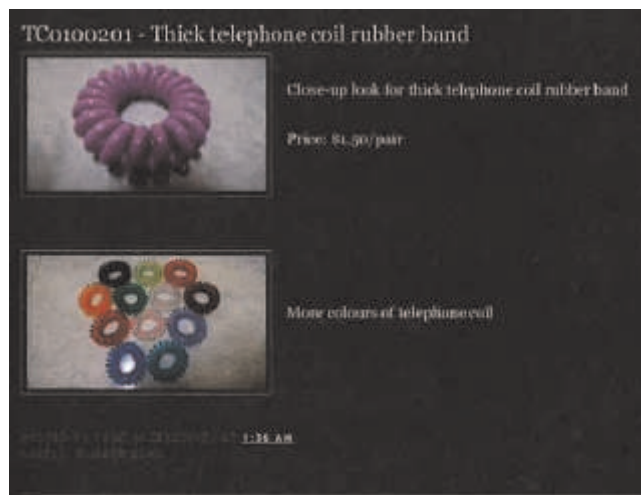 TC0100201 - Thick telephone coil rubber band
Close-up look for thick telephone coil rubber band
Price: $1.50/pair
More colours of telephone coil
1:36 AM